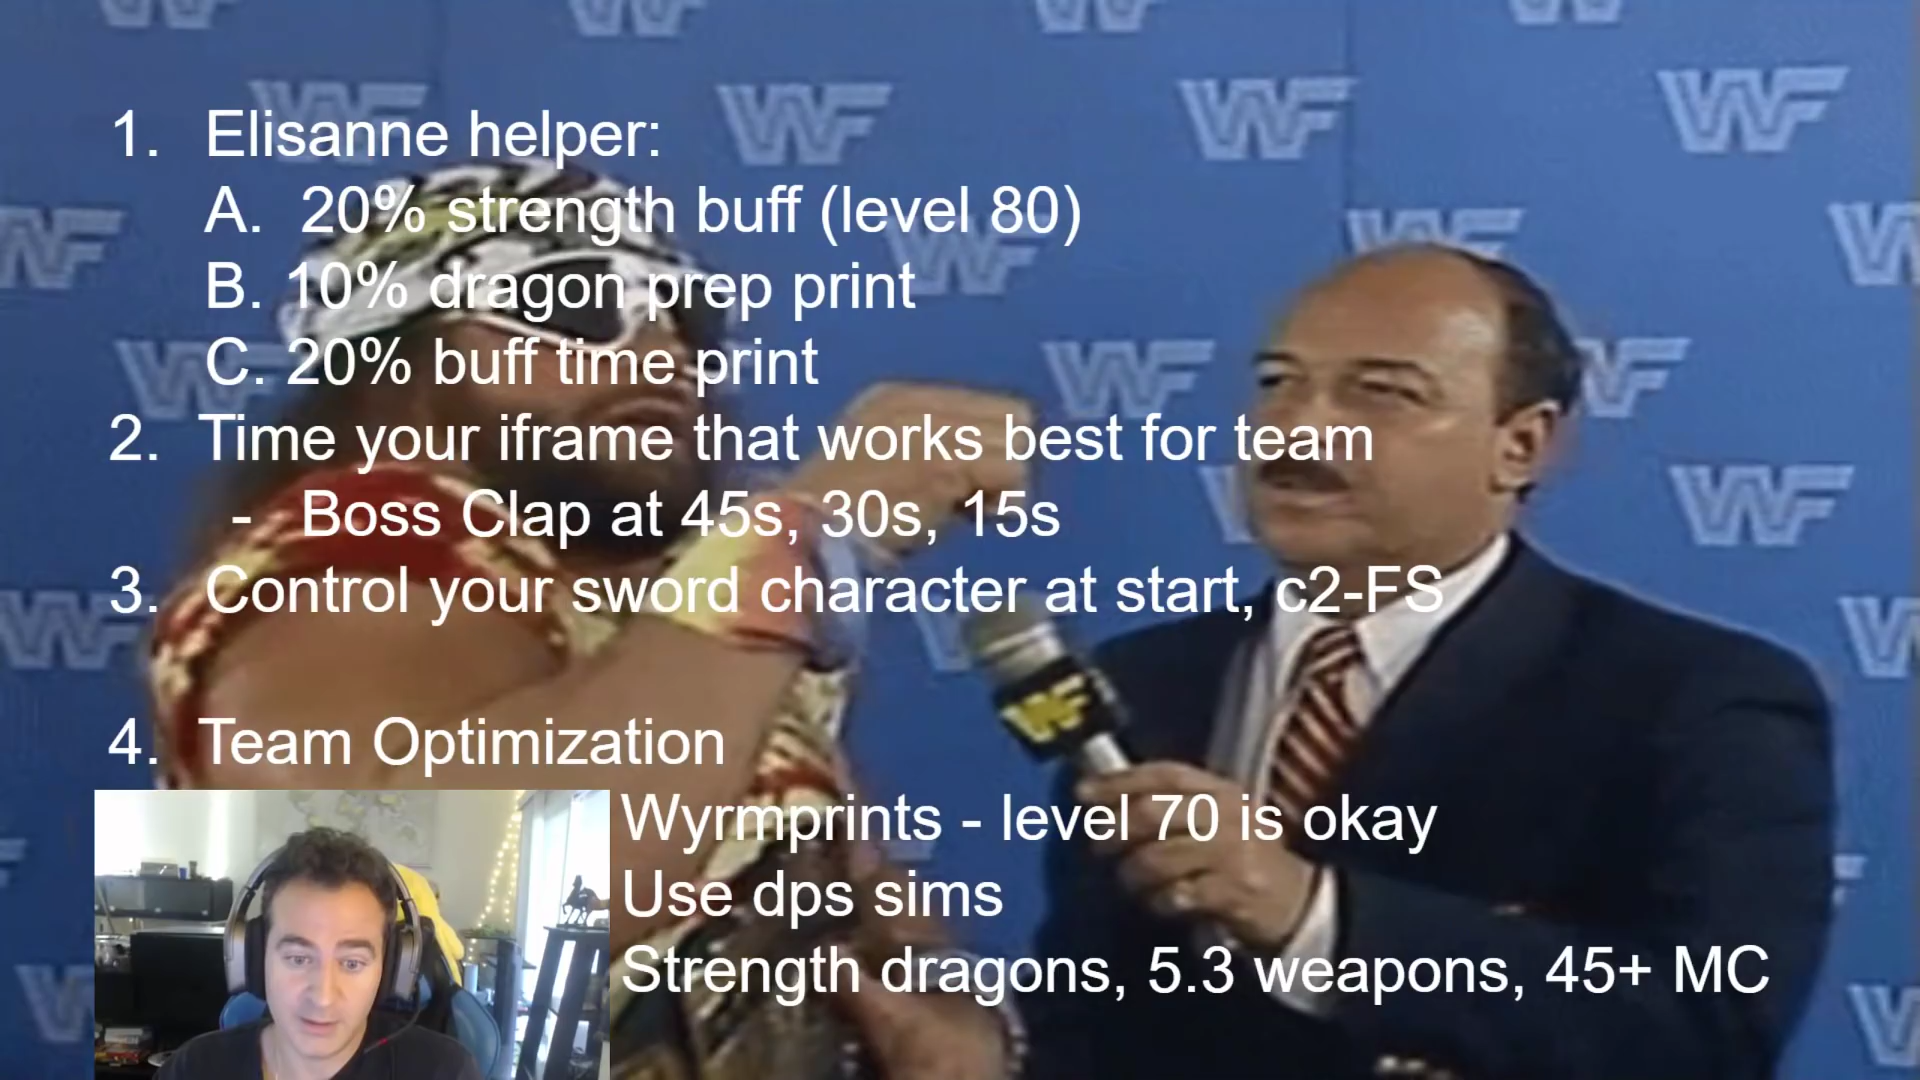 1. Elisanne helper:
A. 20% strength buff (level 80)
B. 10% dragon prep print
C. 20% buff time print
2. Time your iframe that works best for team
- Boss Clap at 45s, 30s, 15s
3. Control your sword character at start, c2-FS
4. Team Optimization
Wyrmprints - level 70 is okay
Use dps sims
Strength dragons, 5.3 weapons, 45+ MC
WF